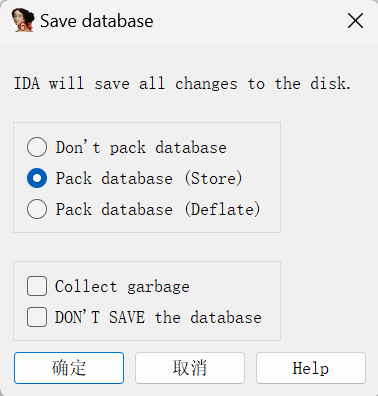 Save database
IDA will save all changes to the disk.
Don't pack database
Pack database (Store)
Pack database (Deflate)
Collect garbage
DON'T SAVE the database
确定 取消 Help